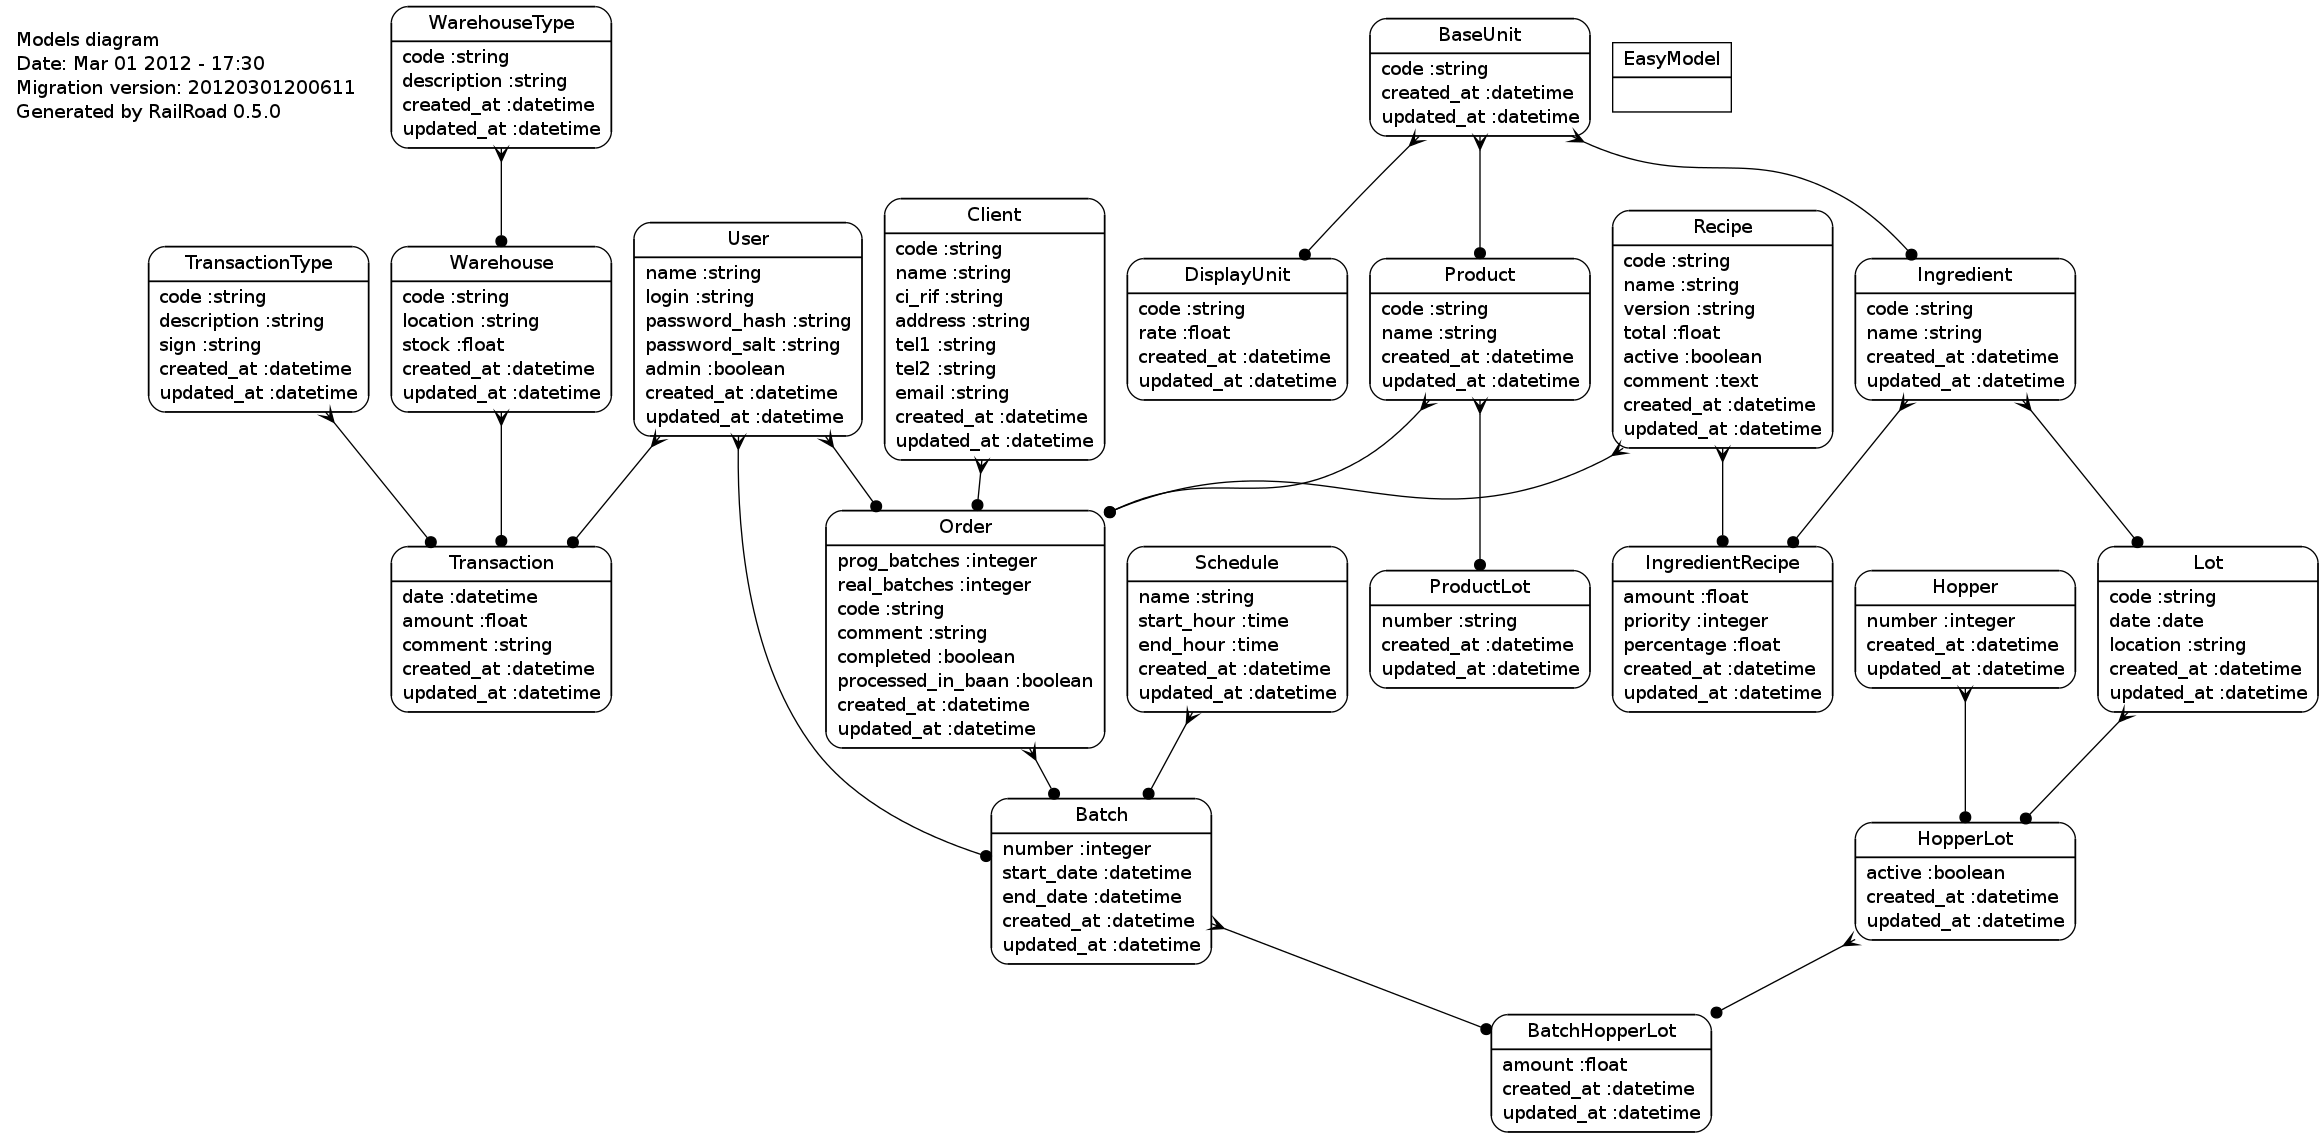 Models diagram
Date: Mar 01 2012 - 17:30
Migration version: 20120301200611
Generated by RailRoad 0.5.0
WarehouseType
code :string
description :string
created_at :datetime
updated_at :datetime
BaseUnit
code :string
created_at :datetime
updated_at :datetime
EasyModel
TransactionType
code :string
description :string
sign :string
created_at :datetime
updated_at :datetime
Warehouse
code :string
location :string
stock :float
created_at :datetime
updated_at :datetime
User
name :string
login :string
password_hash :string
password_salt :string
admin :boolean
created_at :datetime
updated_at :datetime
Client
code :string
name :string
ci_rif :string
address :string
tel1 :string
tel2 :string
email :string
created_at :datetime
updated_at :datetime
DisplayUnit
code :string
rate :float
created_at :datetime
updated_at :datetime
Product
code :string
name :string
created_at :datetime
updated_at :datetime
Recipe
code :string
name :string
version :string
total :float
active :boolean
comment :text
created_at :datetime
updated_at :datetime
Ingredient
code :string
name :string
created_at :datetime
updated_at :datetime
Transaction
date :datetime
amount :float
comment :string
created_at :datetime
updated_at :datetime
Order
prog_batches :integer
real_batches :integer
code :string
comment :string
completed :boolean
processed_in_baan :boolean
created_at :datetime
updated_at :datetime
Schedule
name :string
start_hour :time
end_hour :time
created_at :datetime
updated_at :datetime
ProductLot
number :string
created_at :datetime
updated_at :datetime
IngredientRecipe
amount :float
priority :integer
percentage :float
created_at :datetime
updated_at :datetime
Hopper
number :integer
created_at :datetime
updated_at :datetime
Lot
code :string
date :date
location :string
created_at :datetime
updated_at :datetime
Batch
number :integer
start_date :datetime
end_date :datetime
created_at :datetime
updated_at :datetime
HopperLot
active :boolean
created_at :datetime
updated_at :datetime
BatchHopperLot
amount :float
created_at :datetime
updated_at :datetime